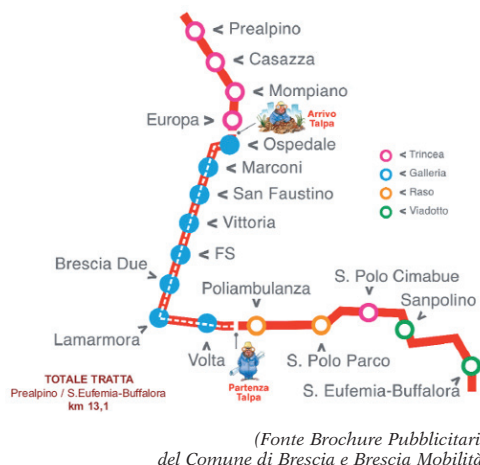 < Prealpino
< Casazza
< Mompiano
Europa >
Arrivo
Talpa
< Ospedale
< Marconi
< San Faustino
< Vittoria
< FS
Brescia Due
Lamarmora
Volta
Poliambulanza
Partenza
Talpa
S. Polo Parco
S. Polo Cimabue
Sanpolino
S. Eufemia-Buffalora
< Trincea
< Galleria
< Raso
< Viadotto
TOTALE TRATTA
Prealpino / S.Eufemia-Buffalora
km 13,1
(Fonte Brochure Pubblicitari
del Comune di Brescia e Brescia Mobilità